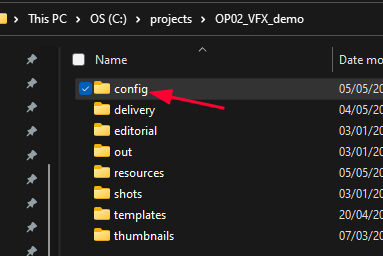 This PC > OS (C:) > projects > OP02_VFX_demo
Name Date mo
config 05/05/20
delivery 04/05/20
editorial 03/01/20
out 03/01/20
resources 05/05/20
shots 03/01/20
templates 20/04/20
thumbnails 07/03/20